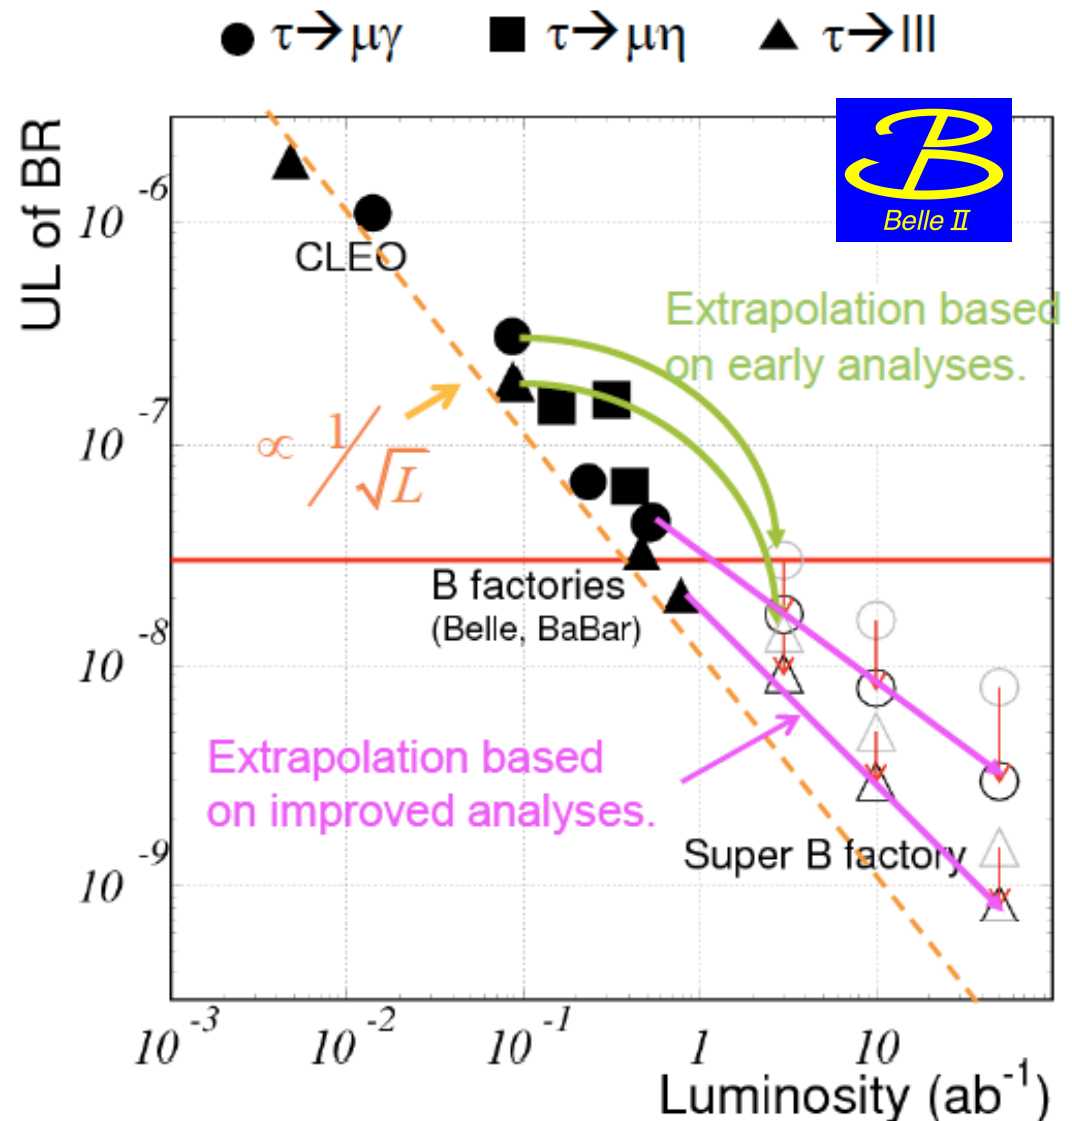 ● τ→μγ ■ τ→μη ▲ τ→lll
UL of BR
Belle II
10 -6
CLEO
Extrapolation based
on early analyses.
10 -7
∝ 1/√L
B factories
(Belle, BaBar)
10 -8
Extrapolation based
on improved analyses.
Super B factory
10 -9
10 -3 10 -2 10 -1 1 10
Luminosity (ab-1)